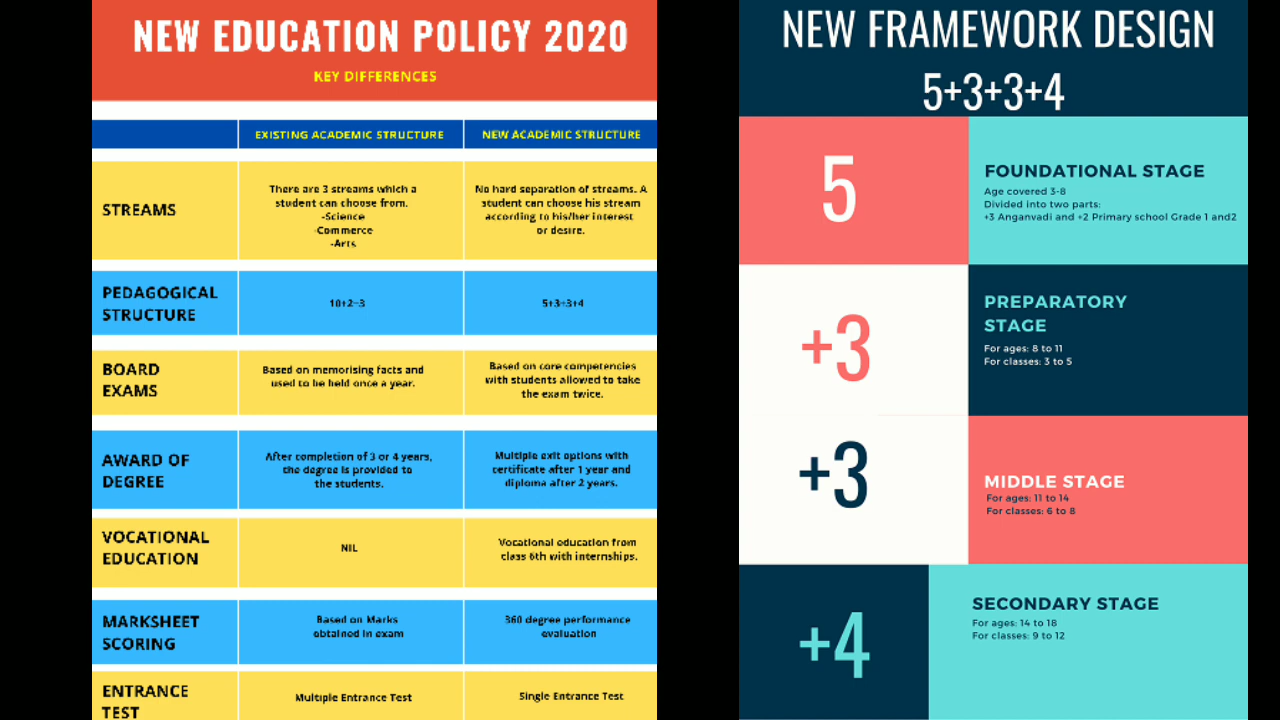 NEW EDUCATION POLICY 2020
KEY DIFFERENCES
EXISTING ACADEMIC STRUCTURE
NEW ACADEMIC STRUCTURE
STREAMS
There are 3 streams which a
student can choose from.
-Science
-Commerce
-Arts
No hard separation of streams. A
student can choose his stream
according to his/her interest
or desire.
PEDAGOGICAL
STRUCTURE
10+2+3
5+3+3+4
BOARD
EXAMS
Based on memorising facts and
used to be held once a year.
Based on core competencies
with students allowed to take
the exam twice.
AWARD OF
DEGREE
After completion of 3 or 4 years,
the degree is provided to
the students.
Multiple exit options with
certificate after 1 year and
diploma after 2 years.
VOCATIONAL
EDUCATION
NIL
Vocational education from
class 6th with internships.
MARKSHEET
SCORING
Based on Marks
obtained in exam
360 degree performance
evaluation
ENTRANCE
TEST
Multiple Entrance Test
Single Entrance Test
NEW FRAMEWORK DESIGN
5+3+3+4
5
FOUNDATIONAL STAGE
Age covered 3-8
Divided into two parts:
+3 Anganvadi and +2 Primary school Grade 1 and2
+3
PREPARATORY
STAGE
For ages: 8 to 11
For classes: 3 to 5
+3
MIDDLE STAGE
For ages: 11 to 14
For classes: 6 to 8
+4
SECONDARY STAGE
For ages: 14 to 18
For classes: 9 to 12